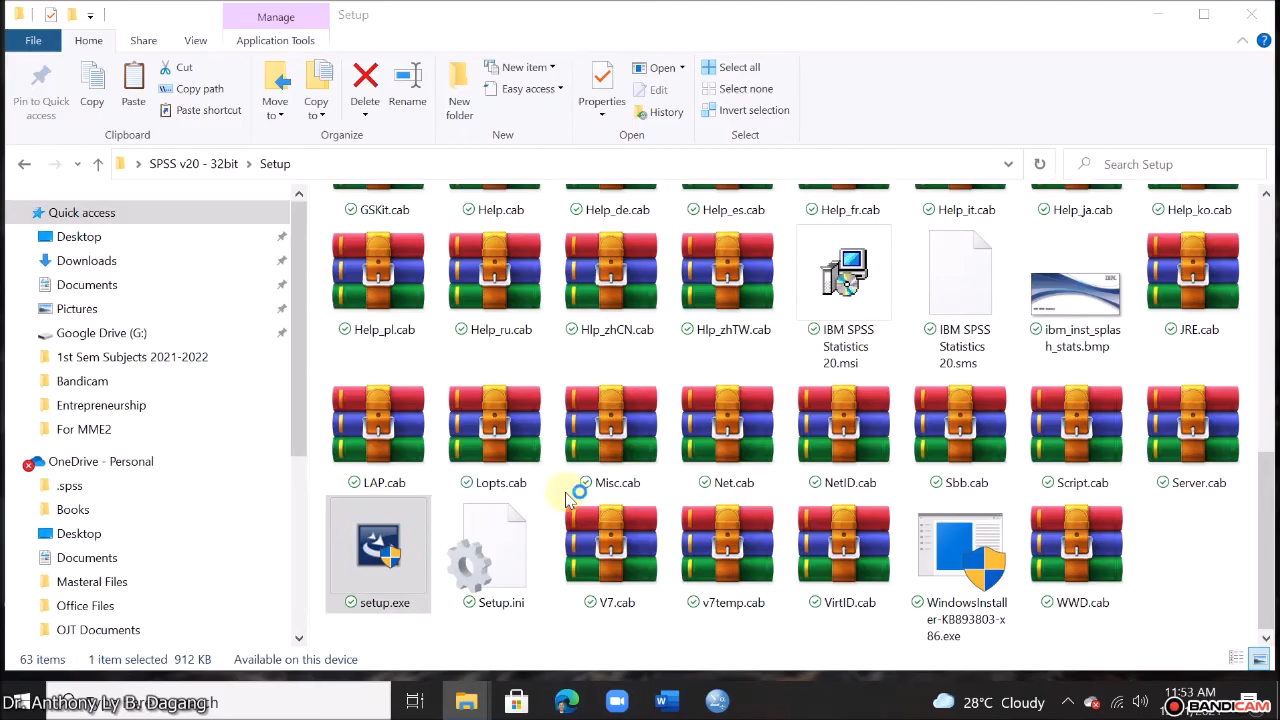 Manage
Setup
File
Home
Share
View
Application Tools
Pin to Quick
access
Copy
Paste
Cut
Copy path
Paste shortcut
Clipboard
Move
to
Copy
to
Delete
Rename
Organize
New
folder
New item
Easy access
New
Properties
Open
Edit
History
Open
Select all
Select none
Invert selection
Select
SPSS v20 - 32bit
Setup
Search Setup
Quick access
Desktop
Downloads
Documents
Pictures
Google Drive (G:)
1st Sem Subjects 2021-2022
Bandicam
Entrepreneurship
For MME2
OneDrive - Personal
.spss
Books
Desktop
Documents
Masteral Files
Office Files
OJT Documents
GSKit.cab
Help.cab
Help_de.cab
Help_es.cab
Help_fr.cab
Help_it.cab
Help_ja.cab
Help_ko.cab
Help_pl.cab
Help_ru.cab
Hlp_zhCN.cab
Hlp_zhTW.cab
IBM SPSS
Statistics
20.msi
IBM SPSS
Statistics
20.sms
IBM
ibm_inst_splas
h_stats.bmp
JRE.cab
LAP.cab
Lopts.cab
Misc.cab
Net.cab
NetID.cab
Sbb.cab
Script.cab
Server.cab
setup.exe
Setup.ini
V7.cab
v7temp.cab
VirtID.cab
WindowsInstall
er-KB893803-x
86.exe
WWD.cab
63 items
1 item selected 912 KB
Available on this device
Dr. Anthony Ly B. Dagang
28°C Cloudy
11:53 AM
BANDICAM